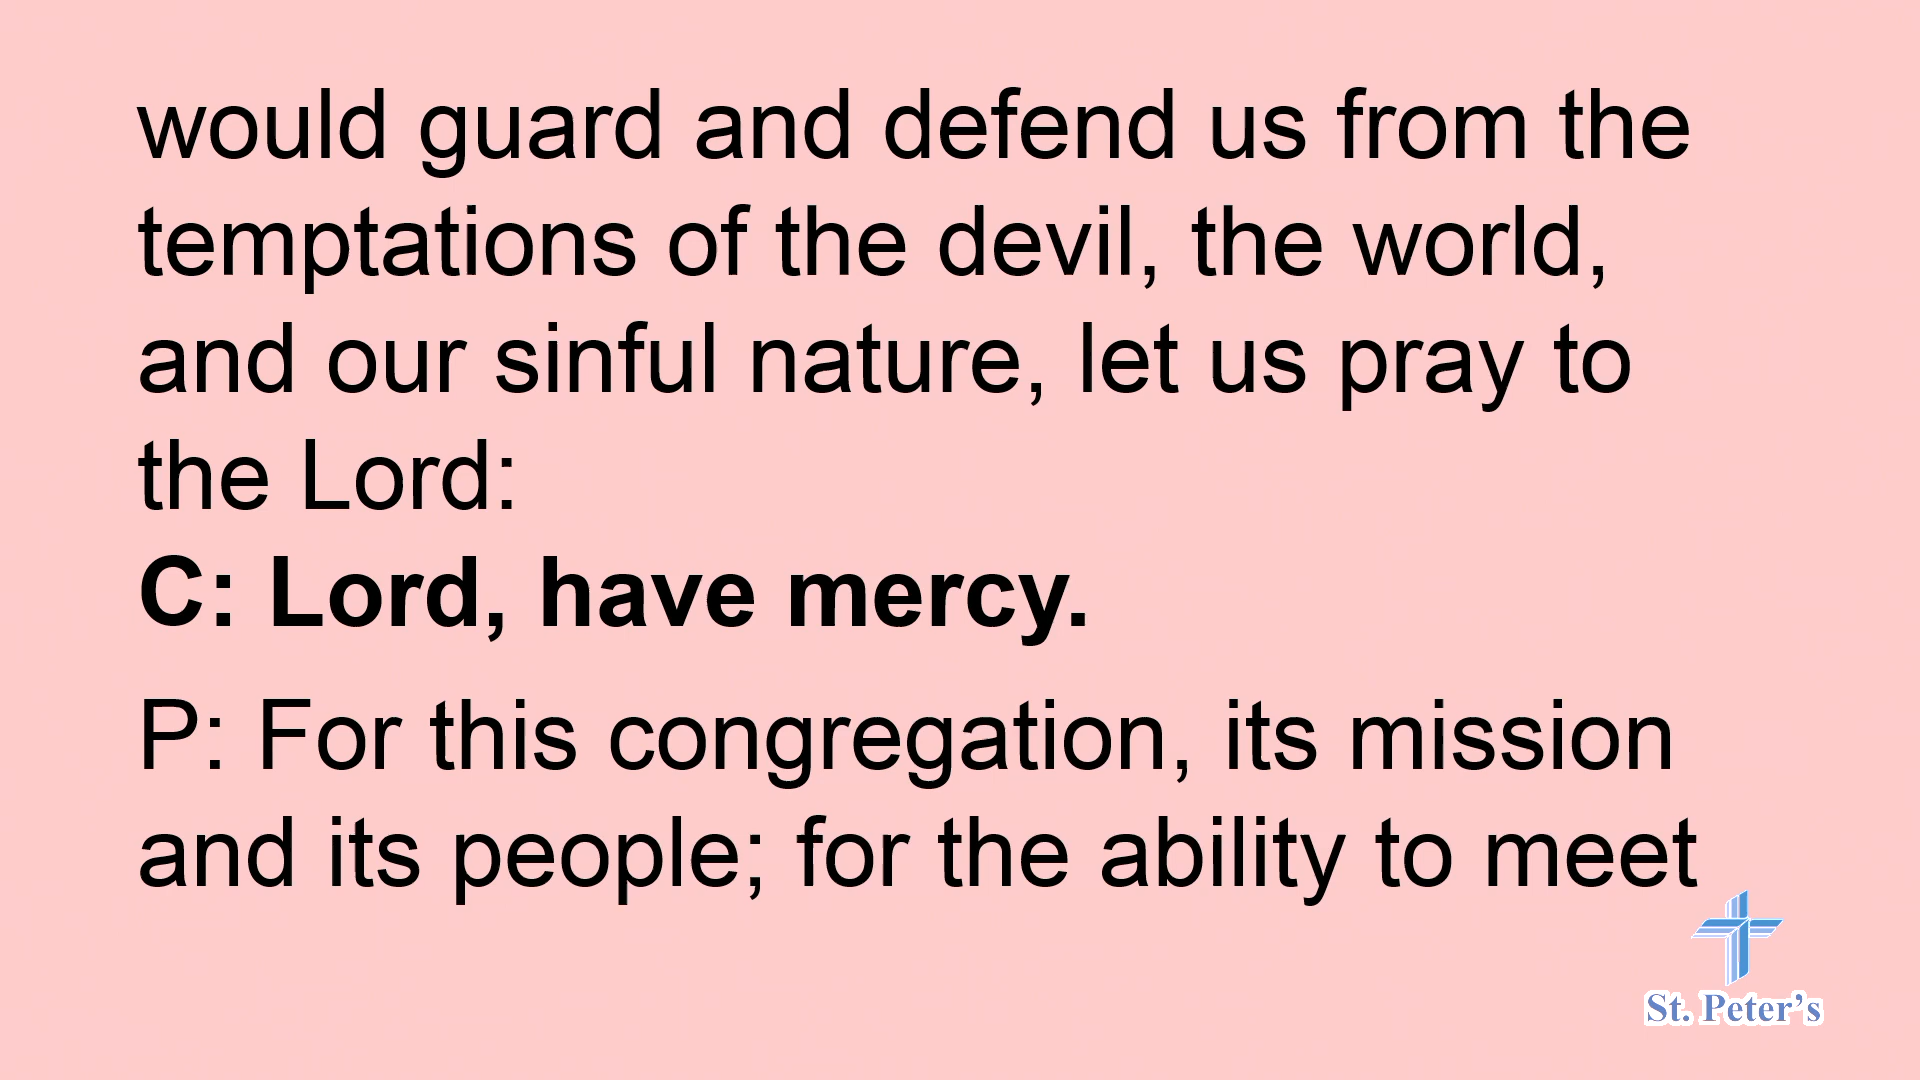 would guard and defend us from the
temptations of the devil, the world,
and our sinful nature, let us pray to
the Lord:
C: Lord, have mercy.
P: For this congregation, its mission
and its people; for the ability to meet
St. Peter’s